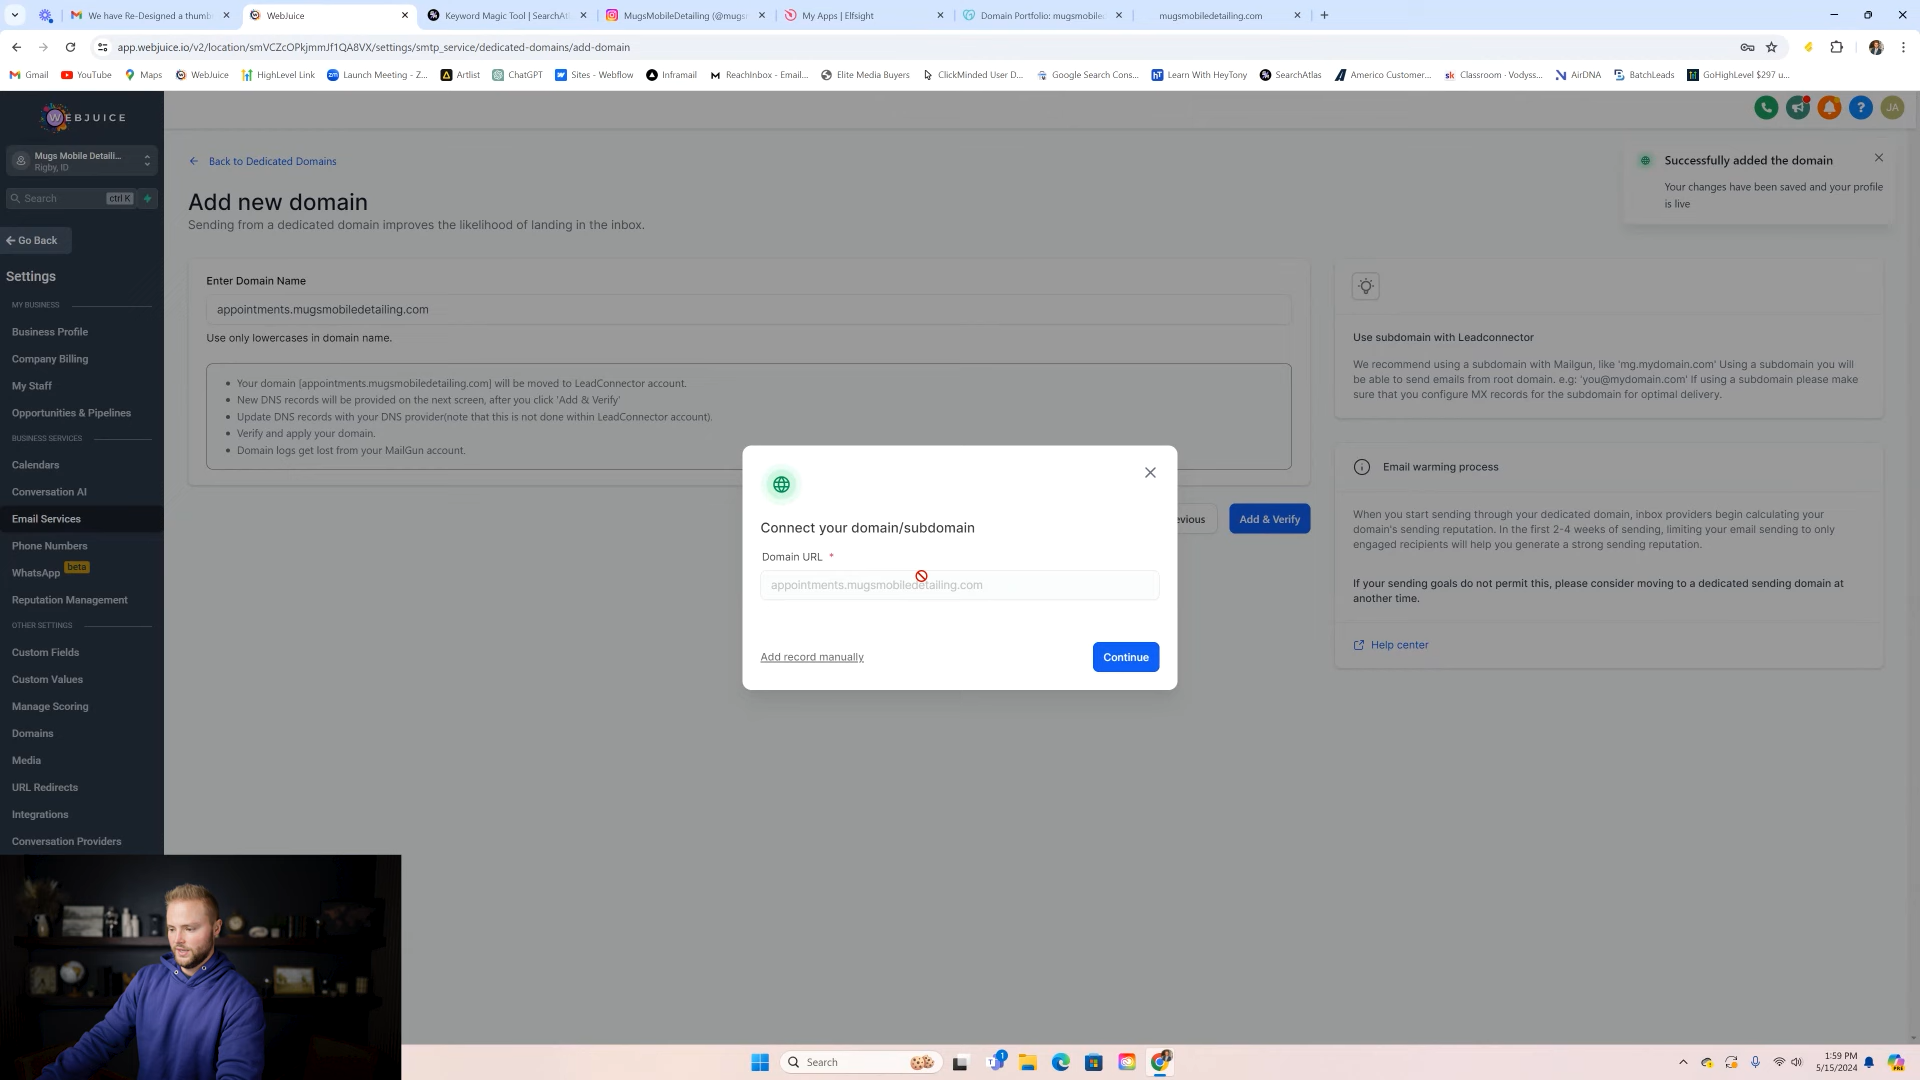 We have Re-Designed a thumb
WebJuice
Keyword Magic Tool | SearchAt
MugsMobileDetailing (@mugs
My Apps | Elfsight
Domain Portfolio: mugsmobile
mugsmobiledetailing.com
app.webjuice.io/v2/location/smVCZcOPkjmmJf1QA8VX/settings/smtp_service/dedicated-domains/add-domain
Gmail
YouTube
Maps
WebJuice
HighLevel Link
Launch Meeting - Z...
Artlist
ChatGPT
Sites - Webflow
Inframail
ReachInbox - Email...
Elite Media Buyers
ClickMinded User D...
Google Search Cons...
Learn With HeyTony
SearchAtlas
Americo Customer...
Classroom - Vodyss...
AirDNA
BatchLeads
GoHighLevel $297 u...
WEBJUICE
JA
Mugs Mobile Detaili...
Rigby, ID
Search
ctrl K
Go Back
Settings
MY BUSINESS
Business Profile
Company Billing
My Staff
Opportunities & Pipelines
BUSINESS SERVICES
Calendars
Conversation AI
Email Services
Phone Numbers
WhatsApp beta
Reputation Management
OTHER SETTINGS
Custom Fields
Custom Values
Manage Scoring
Domains
Media
URL Redirects
Integrations
Conversation Providers
Back to Dedicated Domains
Add new domain
Sending from a dedicated domain improves the likelihood of landing in the inbox.
Enter Domain Name
appointments.mugsmobiledetailing.com
Use only lowercases in domain name.
Your domain [appointments.mugsmobiledetailing.com] will be moved to LeadConnector account.
New DNS records will be provided on the next screen, after you click 'Add & Verify'
Update DNS records with your DNS provider(note that this is not done within LeadConnector account).
Verify and apply your domain.
Domain logs get lost from your MailGun account.
evious
Add & Verify
Successfully added the domain
Your changes have been saved and your profile
is live
Use subdomain with Leadconnector
We recommend using a subdomain with Mailgun, like 'mg.mydomain.com' Using a subdomain you will
be able to send emails from root domain. e.g: 'you@mydomain.com' If using a subdomain please make
sure that you configure MX records for the subdomain for optimal delivery.
Email warming process
When you start sending through your dedicated domain, inbox providers begin calculating your
domain's sending reputation. In the first 2-4 weeks of sending, limiting your email sending to only
engaged recipients will help you generate a strong sending reputation.
If your sending goals do not permit this, please consider moving to a dedicated sending domain at
another time.
Help center
Connect your domain/subdomain
Domain URL *
appointments.mugsmobiledetailing.com
Add record manually
Continue
Search
1
1:59 PM
5/15/2024
PRE